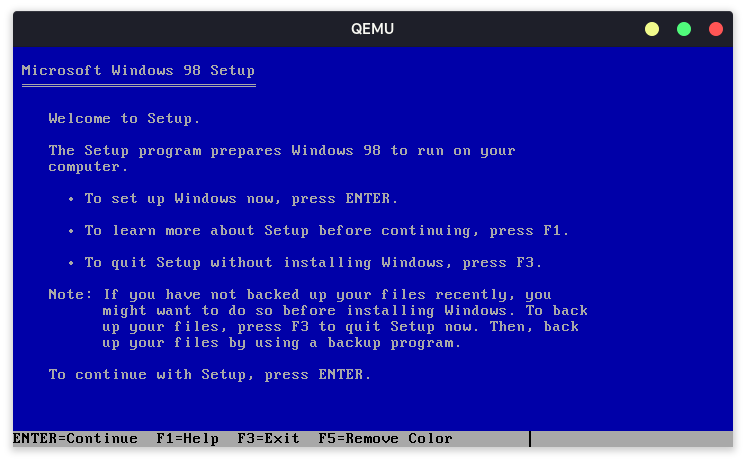 QEMU
Microsoft Windows 98 Setup
Welcome to Setup.
The Setup program prepares Windows 98 to run on your
computer.
• To set up Windows now, press ENTER.
• To learn more about Setup before continuing, press F1.
• To quit Setup without installing Windows, press F3.
Note: If you have not backed up your files recently, you
might want to do so before installing Windows. To back
up your files, press F3 to quit Setup now. Then, back
up your files by using a backup program.
To continue with Setup, press ENTER.
ENTER=Continue F1=Help F3=Exit F5=Remove Color